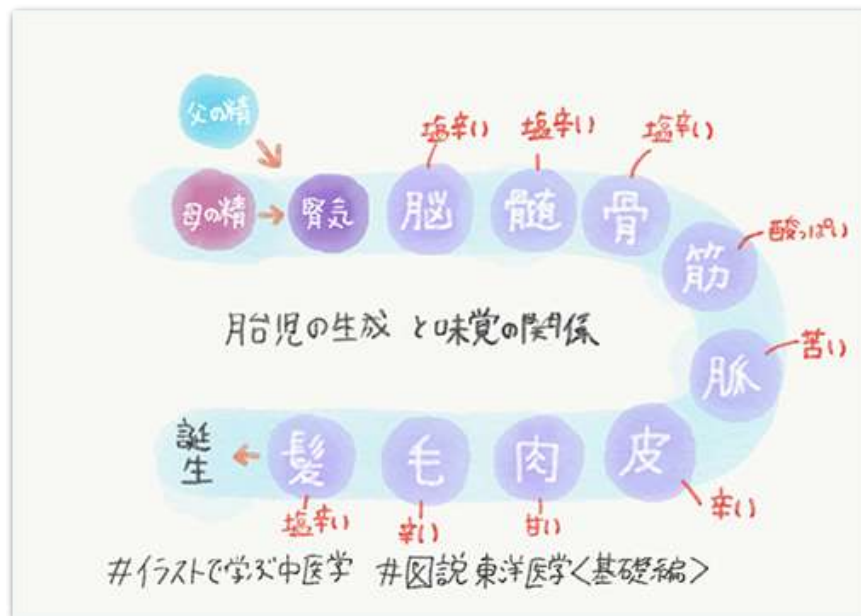 父の精
塩辛い 塩辛い 塩辛い
母の精 腎気 脳 髄 骨
筋 酸っぱい
胎児の生成 と味覚の関係
脈 苦い
誕生 髪 毛 肉 皮
塩辛い 辛い 甘い 辛い
#イラストで学ぶ中医学 #図説東洋医学<基礎編>